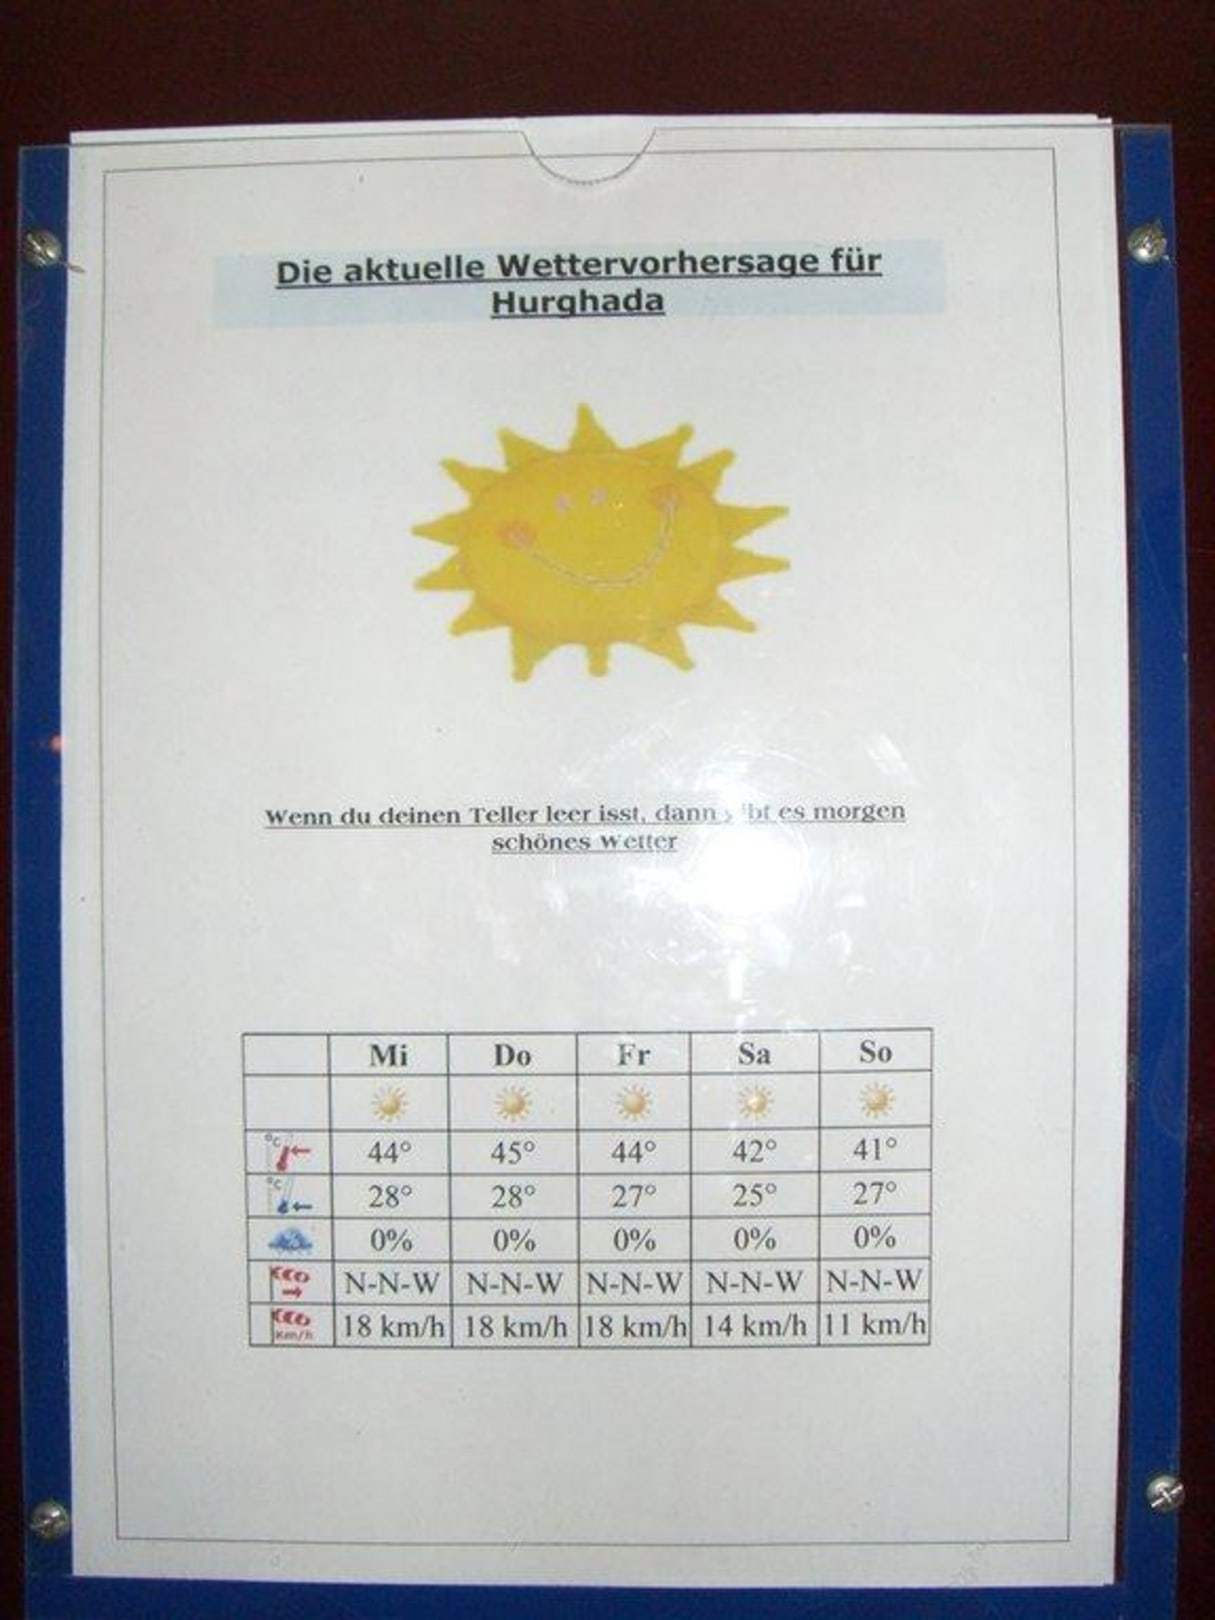 Die aktuelle Wettervorhersage für
Hurghada
Wenn du deinen Teller leer isst, dann es morgen
schönes Wetter
Mi Do Fr Sa So
°C 44° 45° 44° 42° 41°
°C 28° 28° 27° 25° 27°
0% 0% 0% 0% 0%
N-N-W N-N-W N-N-W N-N-W N-N-W
Km/h 18 km/h 18 km/h 18 km/h 14 km/h 11 km/h